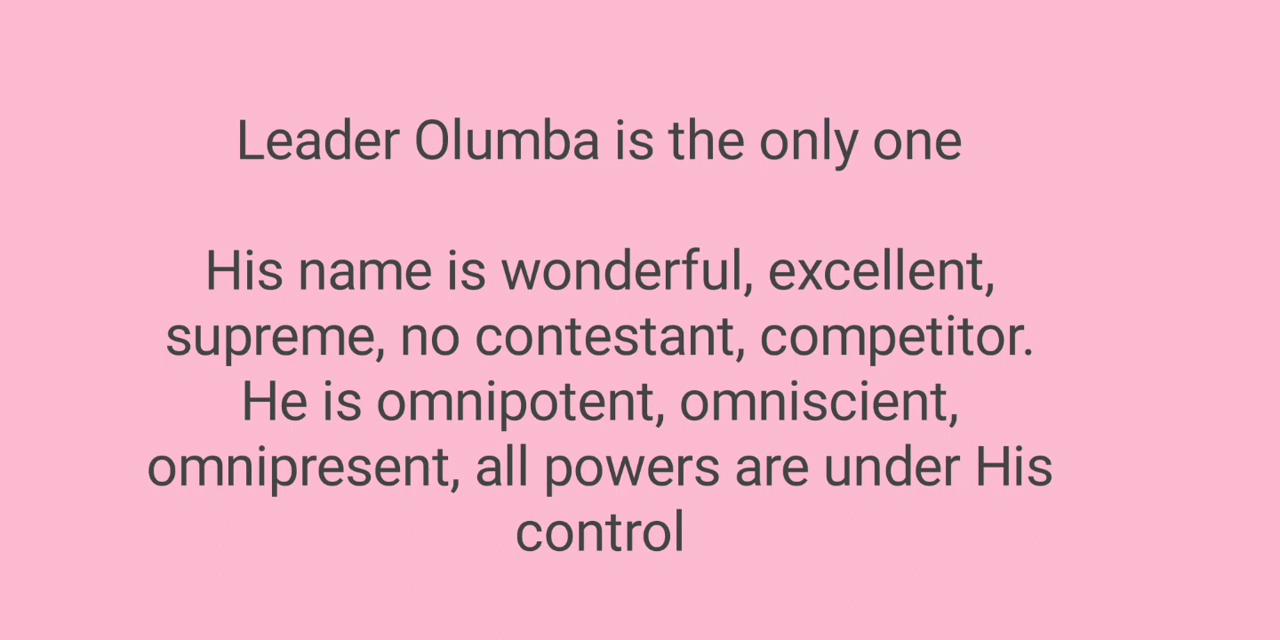 Leader Olumba is the only one
His name is wonderful, excellent,
supreme, no contestant, competitor.
He is omnipotent, omniscient,
omnipresent, all powers are under His
control